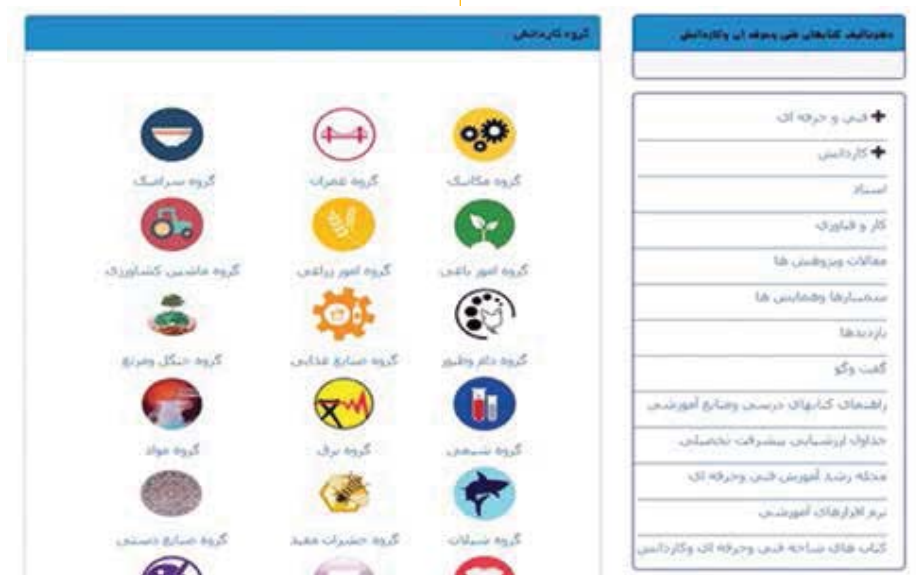 دفترتالیف کتابهای فنی وحرفه ای وکاردانش
فنی و حرفه ای
کاردانش
اسناد
کار و فناوری
مقالات وپژوهش ها
سمینارها وهمایش ها
بازدیدها
گفت وگو
راهنمای کتابهای درسی ومنابع آموزشی
جداول ارزشیابی پیشرفت تحصیلی
مجله رشد آموزش فنی وحرفه ای
نرم افزارهای آموزشی
کتاب های شاخه فنی وحرفه ای وکاردانش
گروه کاردانش
گروه مکانیک
گروه عمران
گروه سرامیک
گروه امور باغی
گروه امور زراعی
گروه ماشین کشاورزی
گروه دام وطیور
گروه صنایع غذایی
گروه جنگل ومرتع
گروه شیمی
گروه برق
گروه مواد
گروه شیلات
گروه حشرات مفید
گروه صنایع دستی